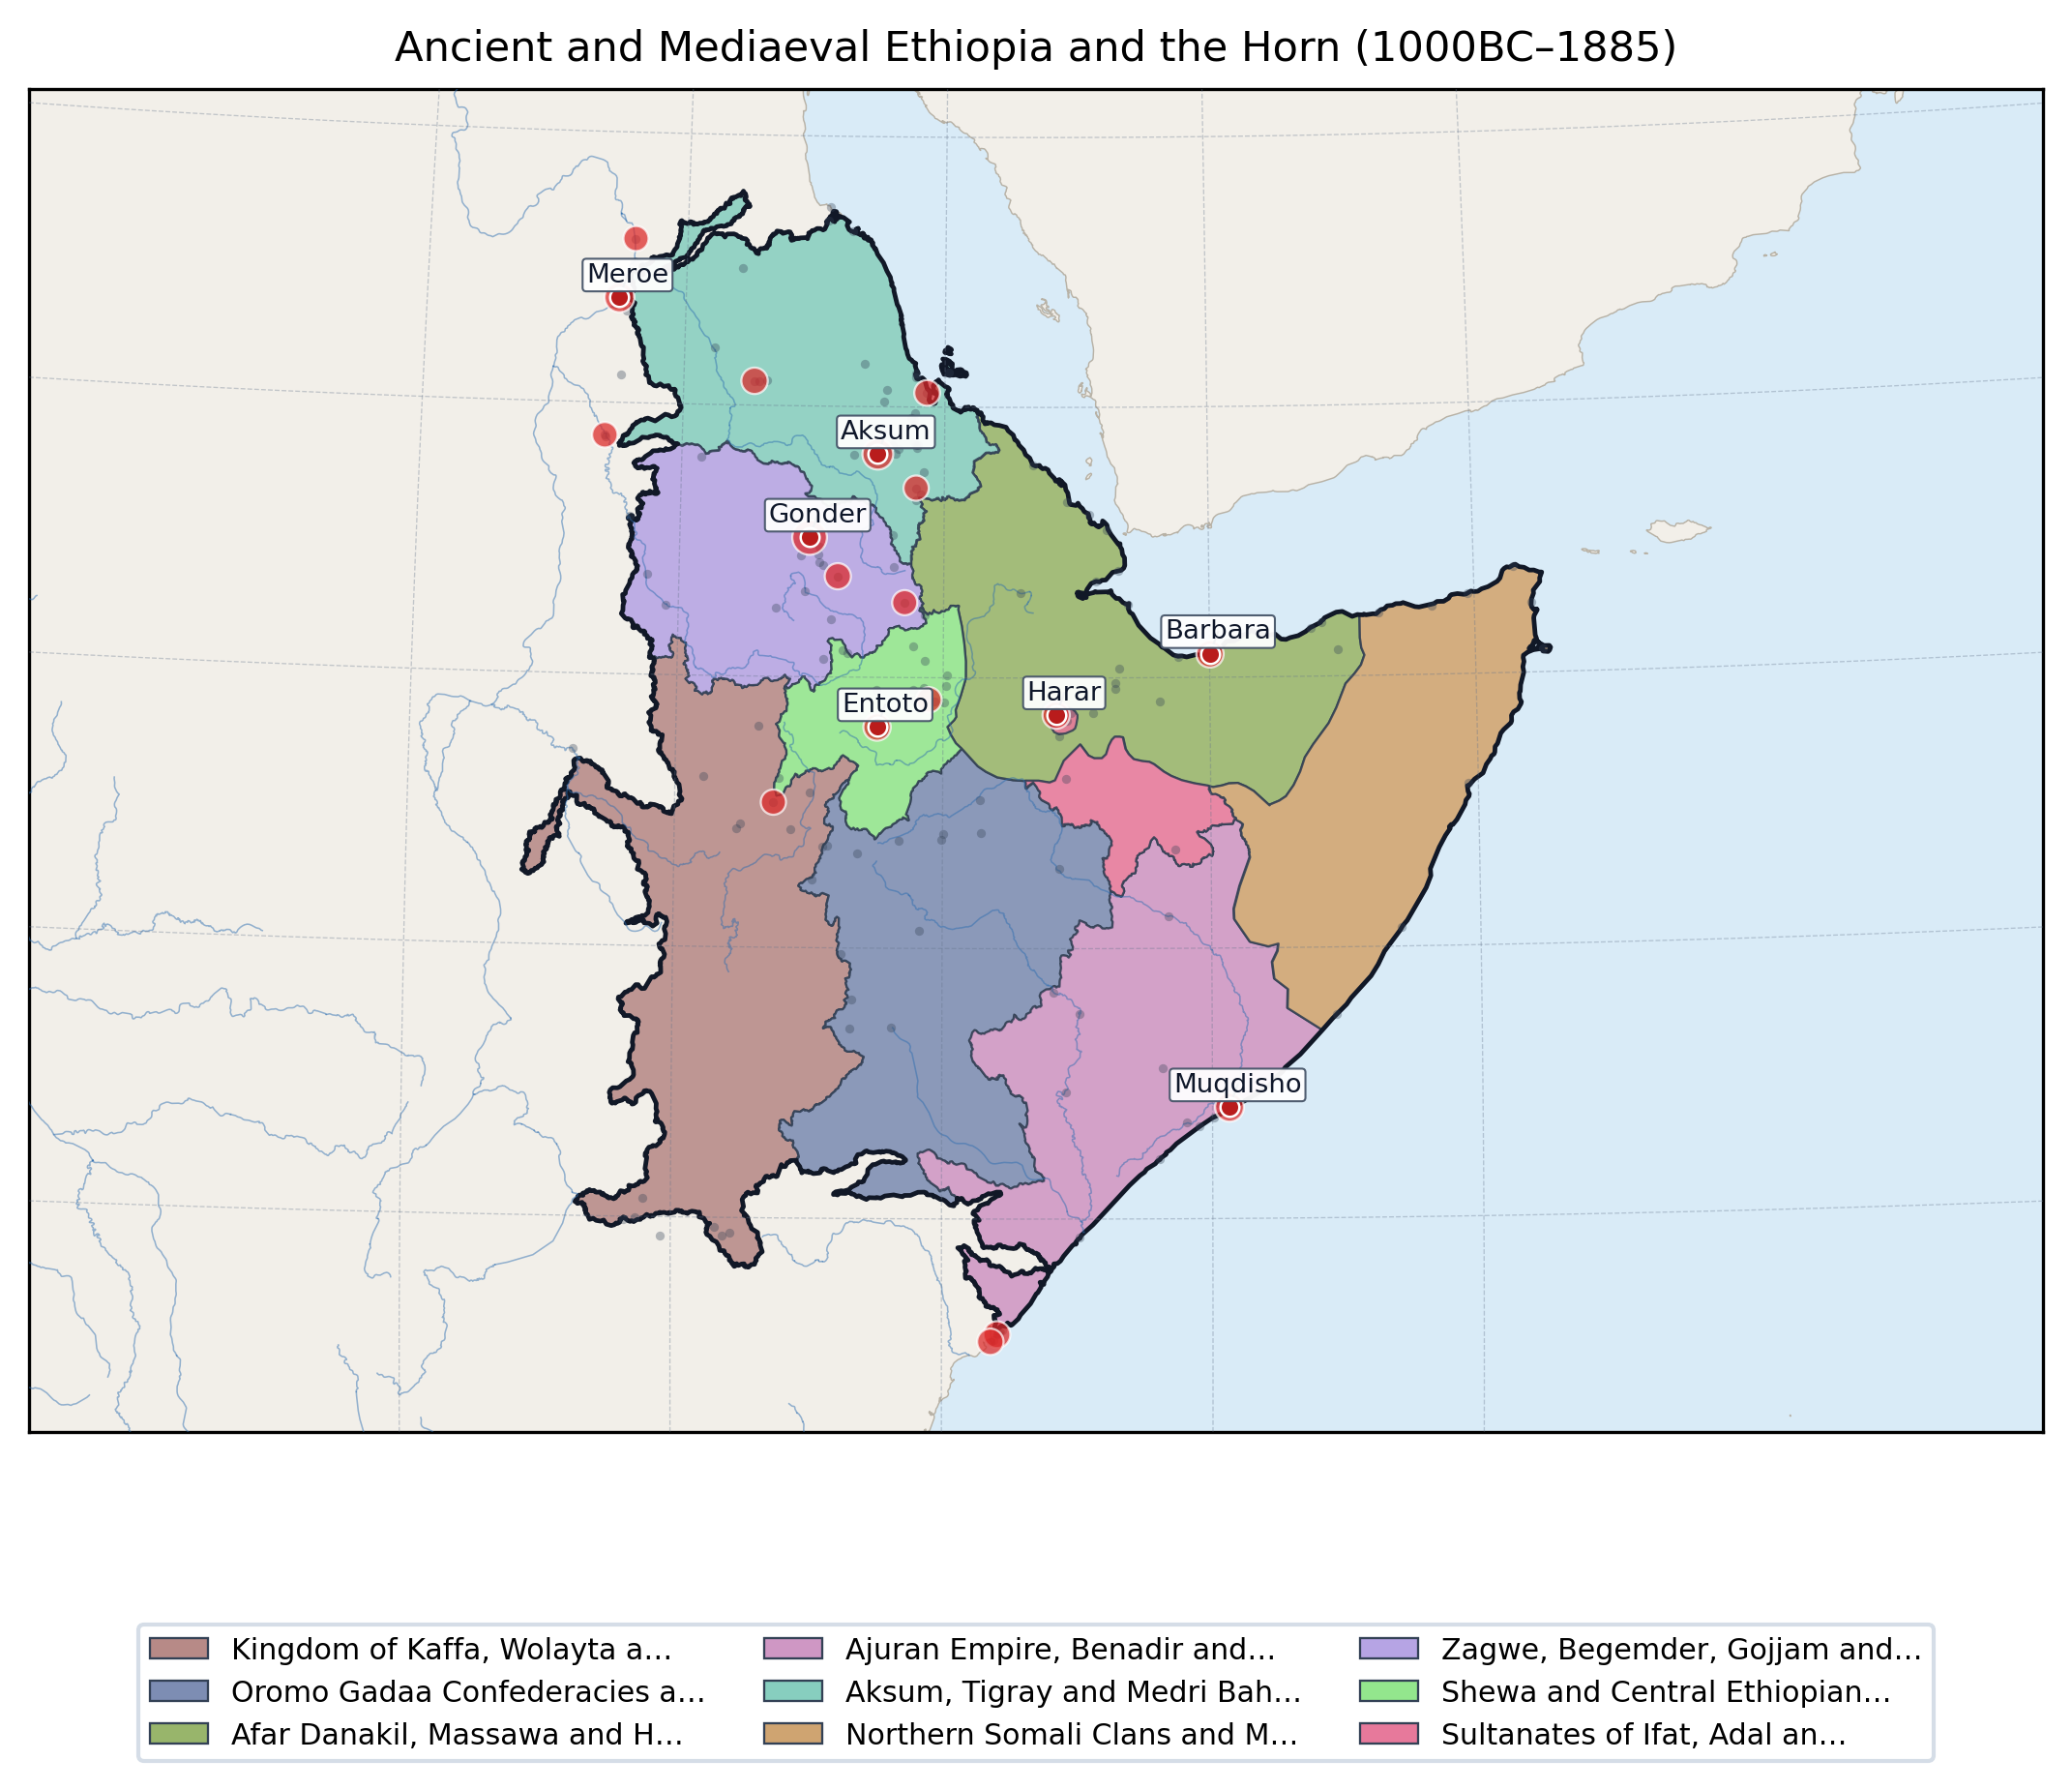 Ancient and Mediaeval Ethiopia and the Horn (1000BC–1885)
Meroe
Aksum
Gonder
Barbara
Harar
Entoto
Muqdisho
Kingdom of Kaffa, Wolayta a...
Oromo Gadaa Confederacies a...
Afar Danakil, Massawa and H...
Ajuran Empire, Benadir and...
Aksum, Tigray and Medri Bah...
Northern Somali Clans and M...
Zagwe, Begemder, Gojjam and...
Shewa and Central Ethiopian...
Sultanates of Ifat, Adal an...